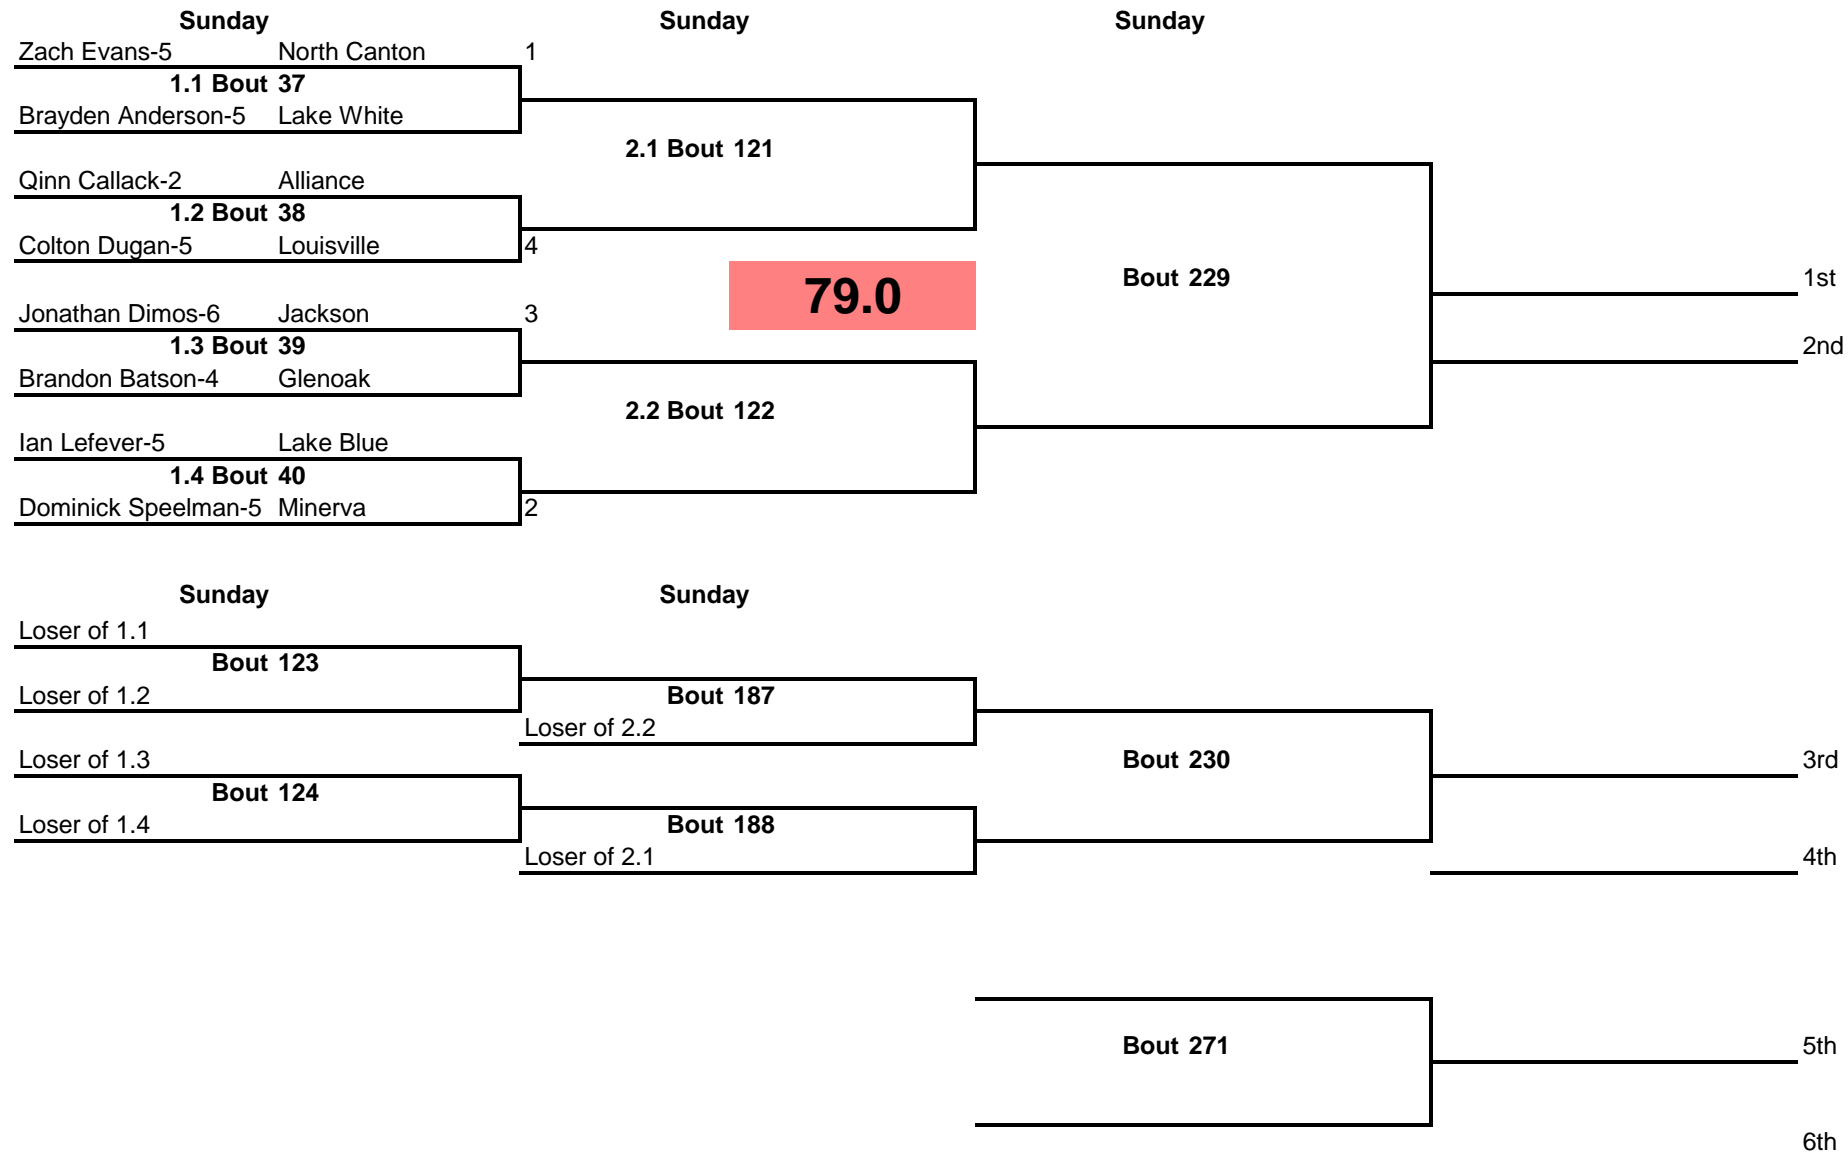 Sunday Sunday Sunday
Zach Evans-5 North Canton 1
1.1 Bout 37
Brayden Anderson-5 Lake White
2.1 Bout 121
Qinn Callack-2 Alliance
1.2 Bout 38
Colton Dugan-5 Louisville 4
79.0
Bout 229
1st
Jonathan Dimos-6 Jackson 3
1.3 Bout 39
2nd
Brandon Batson-4 Glenoak
2.2 Bout 122
Ian Lefever-5 Lake Blue
1.4 Bout 40
Dominick Speelman-5 Minerva 2
Sunday Sunday
Loser of 1.1
Bout 123
Loser of 1.2
Bout 187
Loser of 2.2
Loser of 1.3
Bout 230
3rd
Bout 124
Loser of 1.4
Bout 188
Loser of 2.1
4th
Bout 271
5th
6th